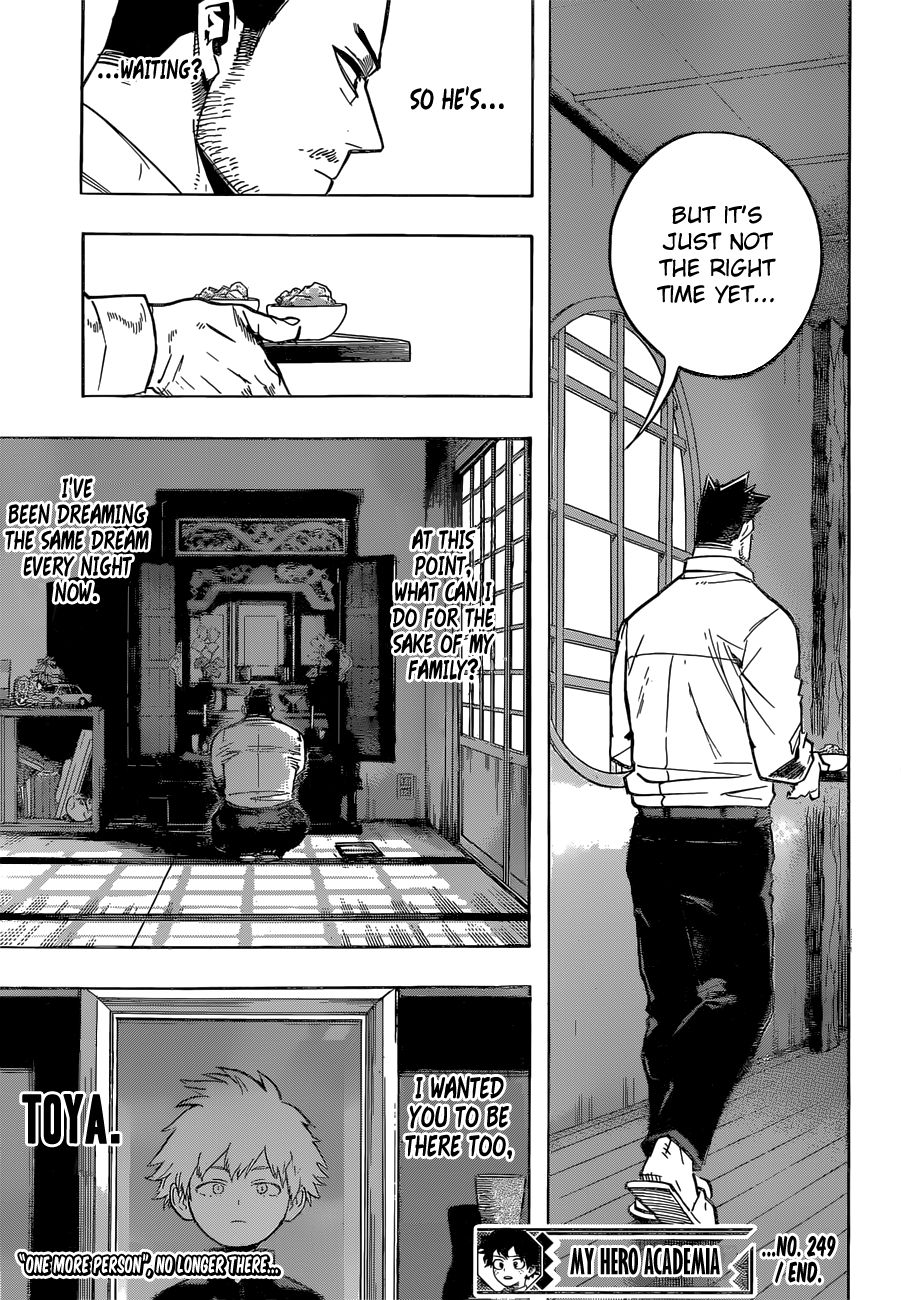 BUT IT'S
JUST NOT
THE RIGHT
TIME YET...
SO HE'S...
...WAITING?
AT THIS
POINT,
WHAT CAN I
DO FOR THE
SAKE OF MY
FAMILY?
I'VE
BEEN DREAMING
THE SAME DREAM
EVERY NIGHT
NOW.
I WANTED
YOU TO BE
THERE TOO,
TOYA.
"ONE MORE PERSON", NO LONGER THERE...
MY HERO ACADEMIA
...NO. 249
/ END.